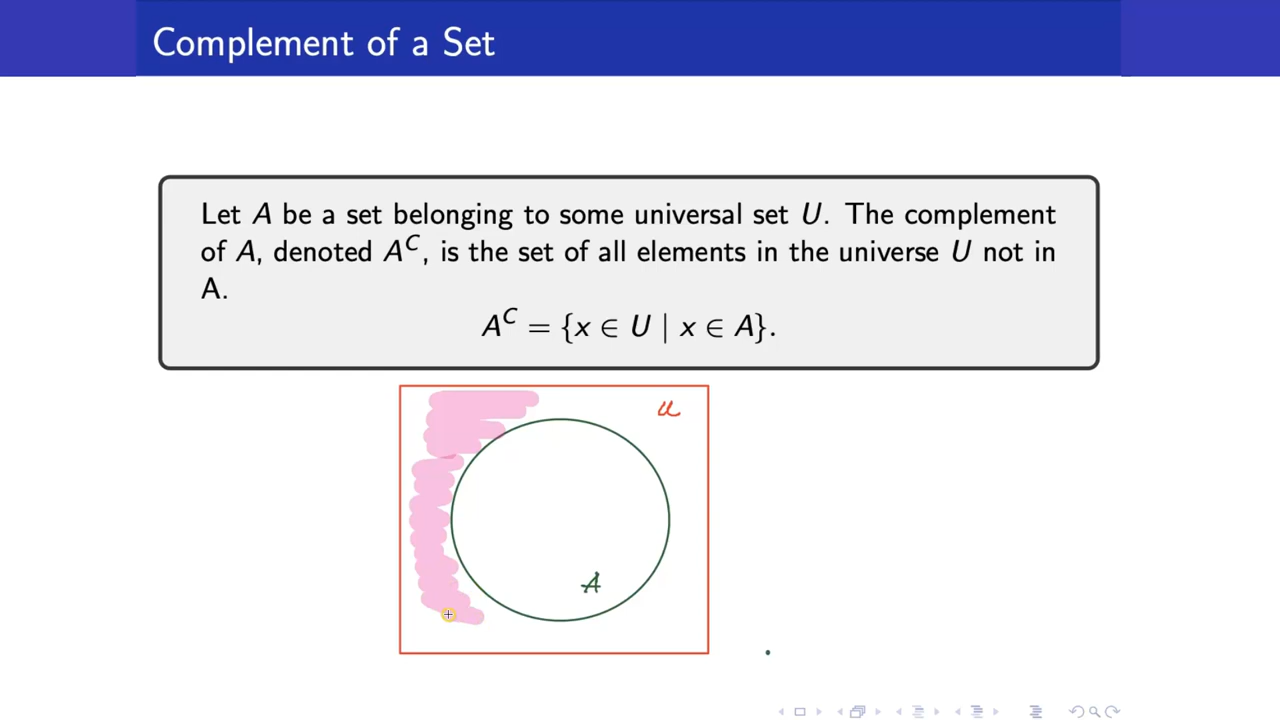 Complement of a Set
Let A be a set belonging to some universal set U. The complement
of A, denoted A^C, is the set of all elements in the universe U not in
A.
A^C = {x ∈ U | x ∈ A}.
U
A